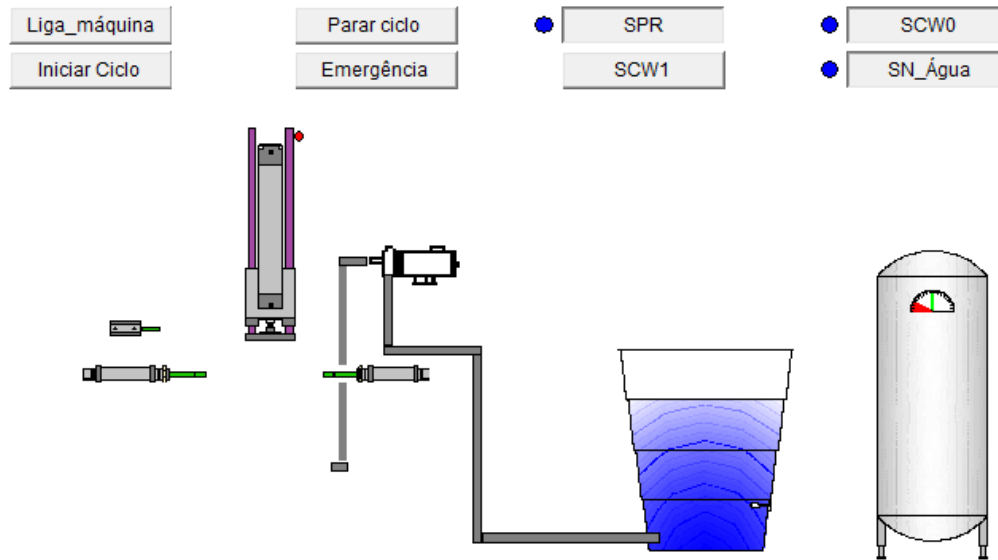 Liga_máquina
Parar ciclo
SPR
SCW0
Iniciar Ciclo
Emergência
SCW1
SN_Água